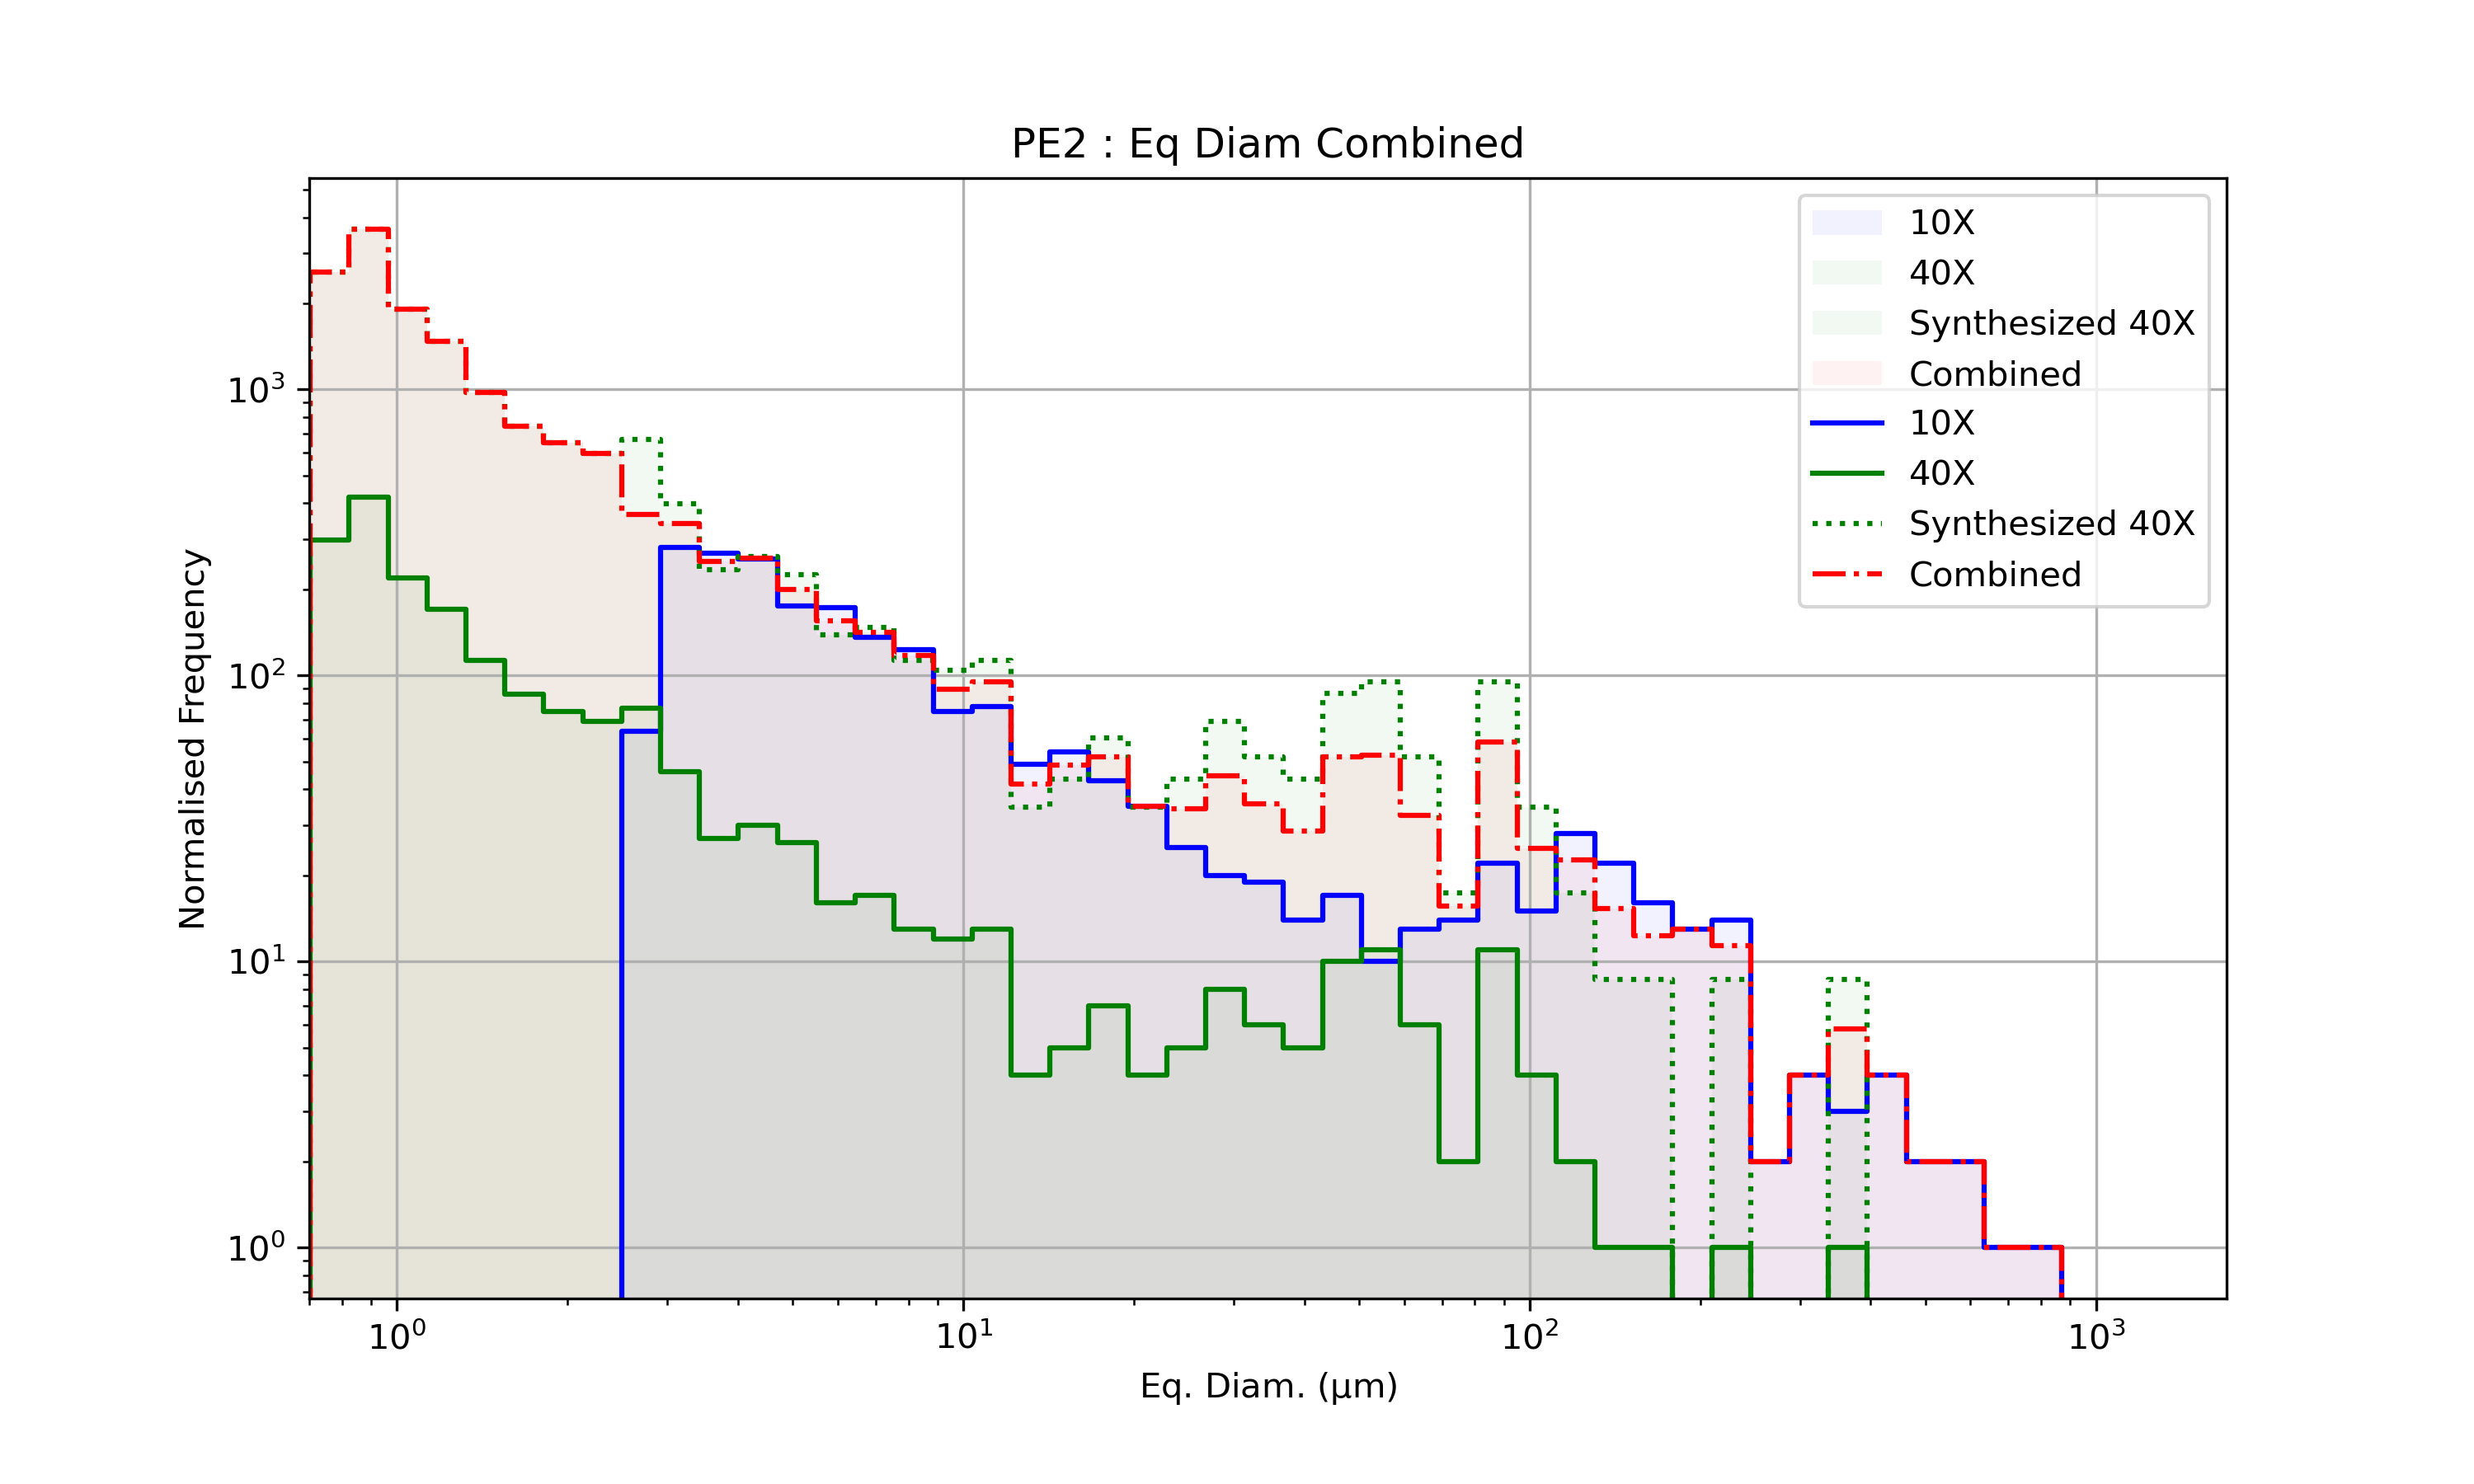 PE2 : Eq Diam Combined
10X
40X
Synthesized 40X
Combined
10X
40X
Synthesized 40X
Combined
Normalised Frequency
10³
10²
10¹
10⁰
10⁰ 10¹ 10² 10³
Eq. Diam. (μm)